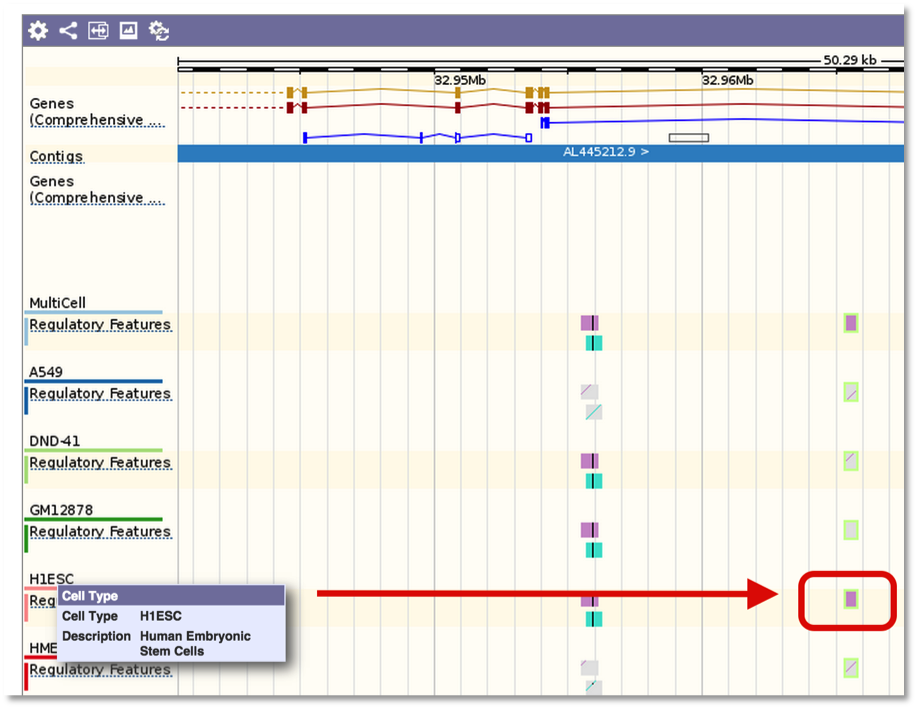 50.29 kb
32.95Mb
32.96Mb
Genes
(Comprehensive ...
Contigs
AL445212.9 >
Genes
(Comprehensive ...
MultiCell
Regulatory Features
A549
Regulatory Features
DND-41
Regulatory Features
GM12878
Regulatory Features
H1ESC
Reg
Cell Type
Cell Type H1ESC
Description Human Embryonic
Stem Cells
HME
Regulatory Features